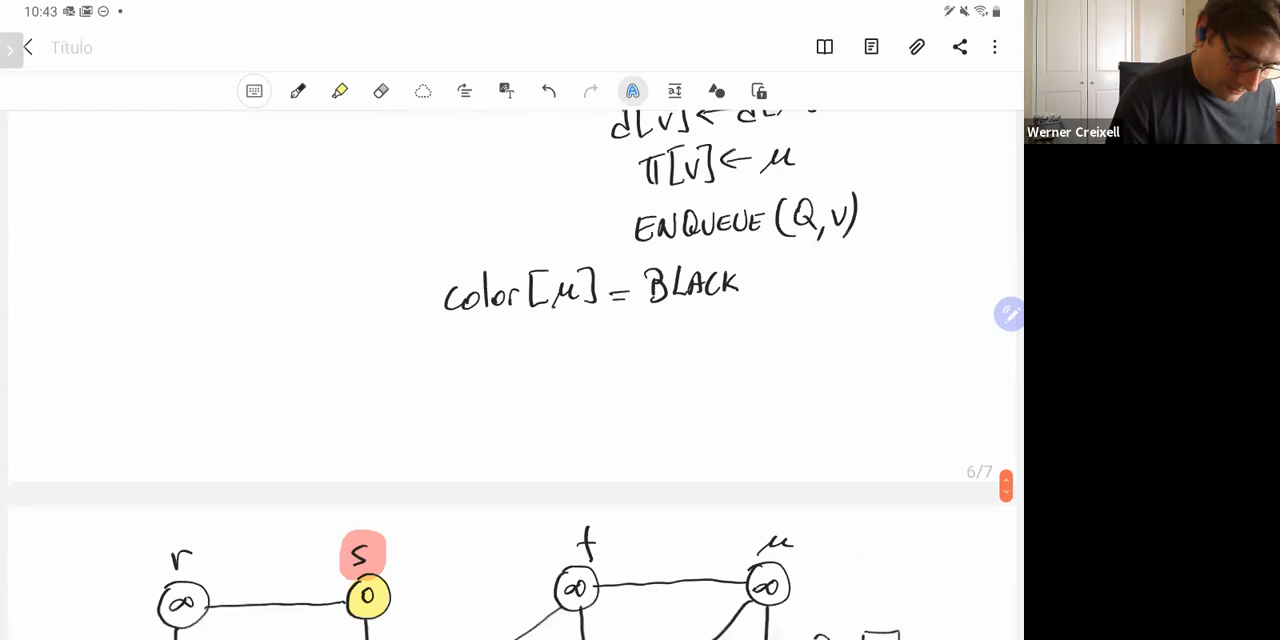 10:43
Título
Werner Creixell
d[v] ←
π[v] ← μ
ENQUEUE (Q, v)
color [μ] = BLACK
6/7
r s t μ
∞ 0 ∞ ∞